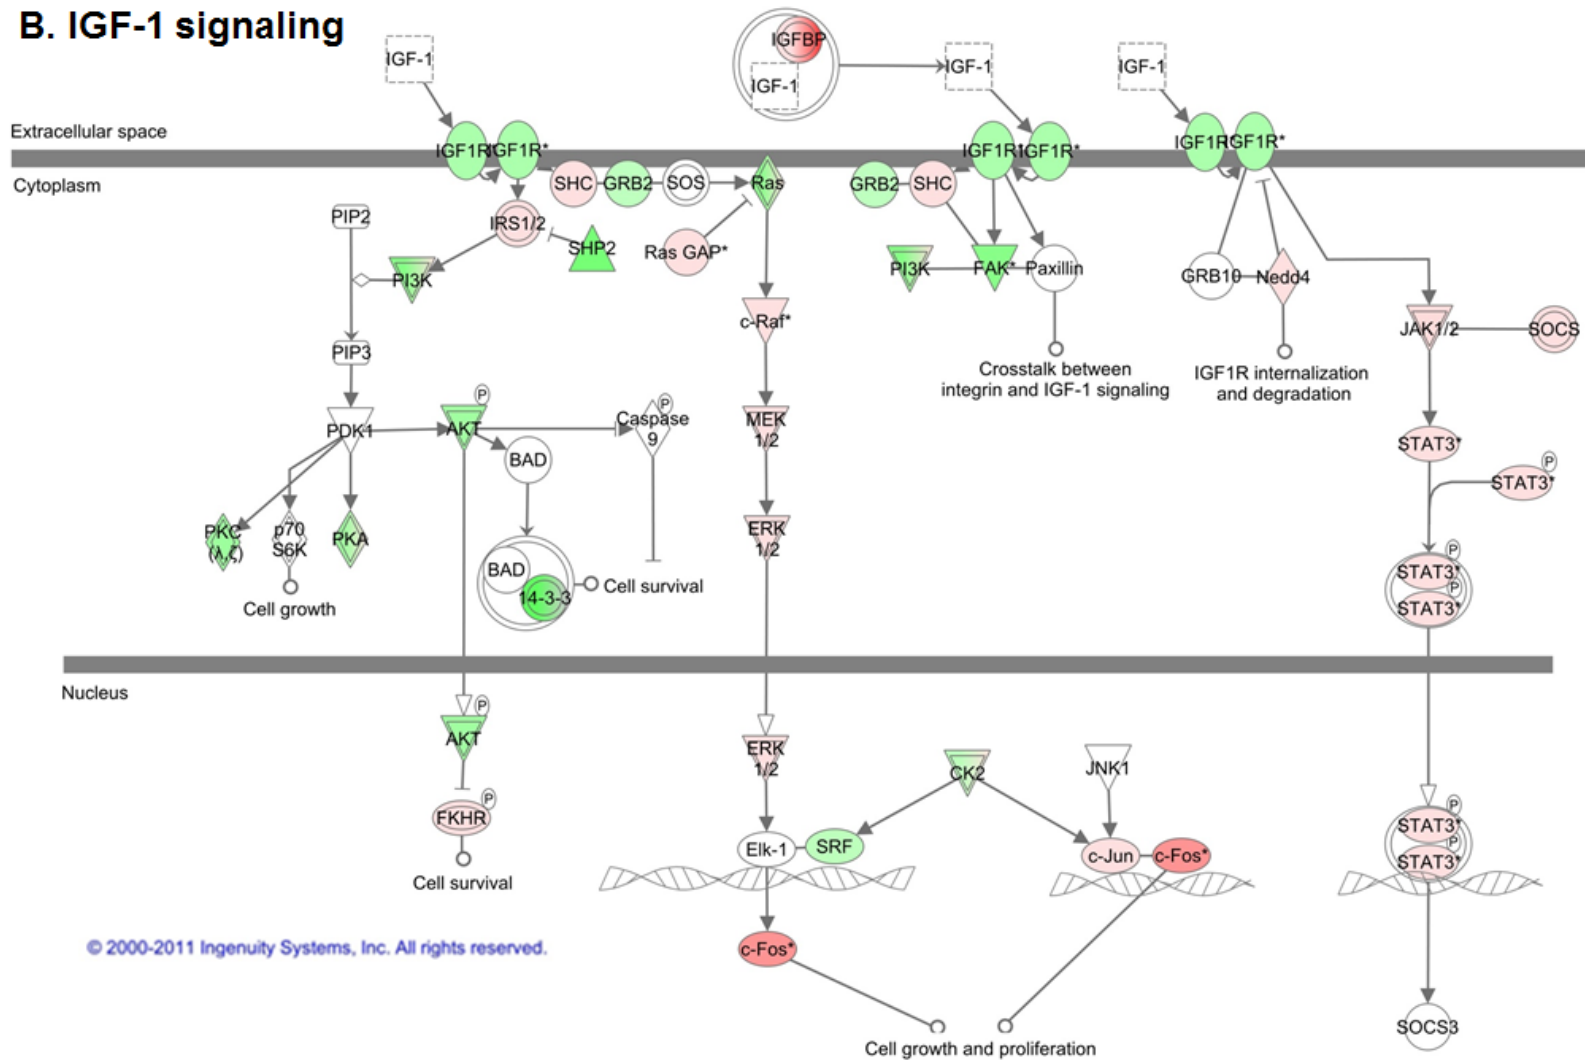 B. IGF-1 signaling
IGF-1
IGFBP
IGF-1
IGF-1
IGF-1
Extracellular space
IGF1R*
IGF1R*
IGF1R*
IGF1R*
IGF1R*
IGF1R*
Cytoplasm
SHC
GRB2
SOS
Ras
GRB2
SHC
PIP2
IRS1/2
SHP2
Ras GAP*
PI3K
PI3K
FAK*
Paxillin
GRB10
Nedd4
c-Raf*
JAK1/2
SOCS
PIP3
Crosstalk between
integrin and IGF-1 signaling
IGF1R internalization
and degradation
P
P
PDK1
AKT
Caspase
9
MEK
1/2
BAD
STAT3*
P
STAT3*
PKC
(λ,ζ)
p70
S6K
PKA
ERK
1/2
BAD
14-3-3
Cell survival
Cell growth
P
STAT3*
P
STAT3*
Nucleus
P
AKT
ERK
1/2
CK2
JNK1
P
FKHR
Cell survival
Elk-1
SRF
c-Jun
c-Fos*
P
STAT3*
P
STAT3*
© 2000-2011 Ingenuity Systems, Inc. All rights reserved.
c-Fos*
SOCS3
Cell growth and proliferation